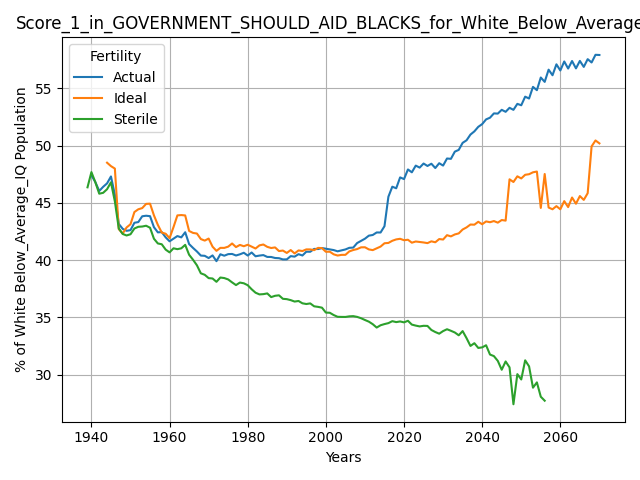 Score_1_in_GOVERNMENT_SHOULD_AID_BLACKS_for_White_Below_Average
Fertility
Actual
Ideal
Sterile
% of White Below_Average_IQ Population
55
50
45
40
35
30
1940 1960 1980 2000 2020 2040 2060
Years